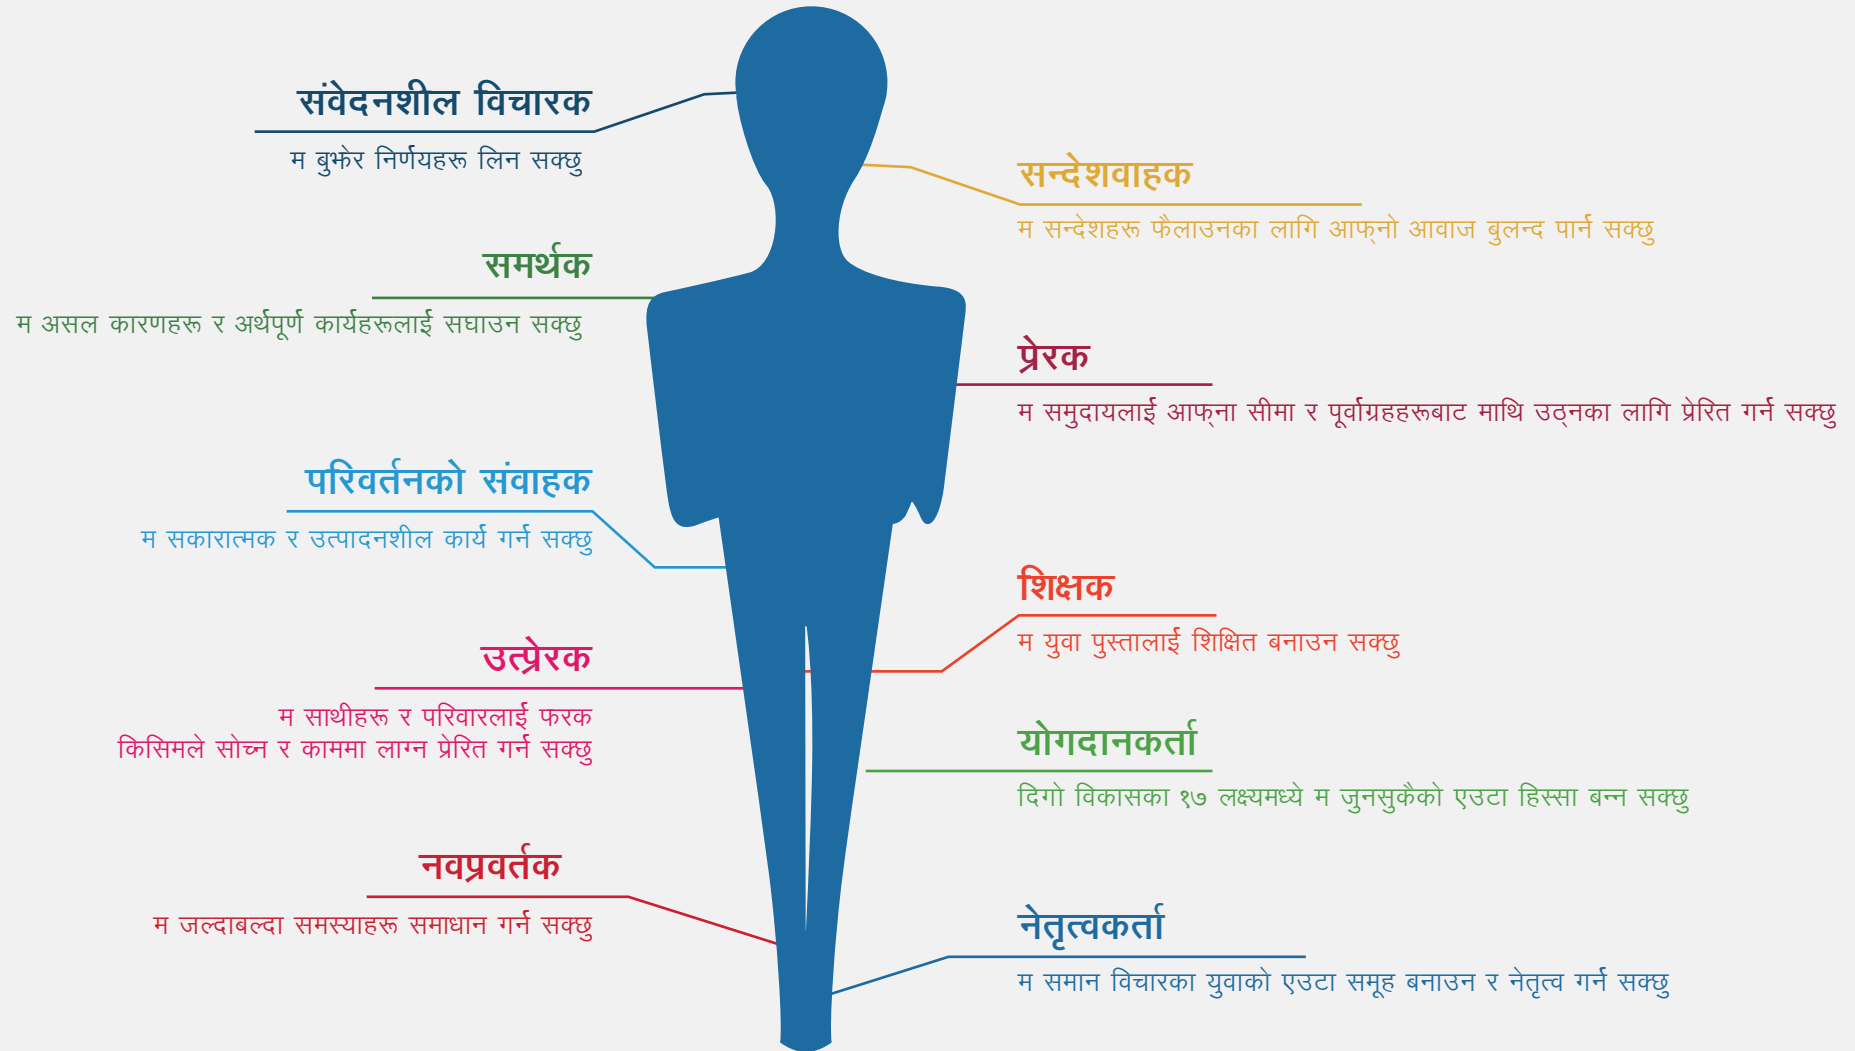 संवेदनशील विचारक
म बुझेर निर्णयहरू लिन सक्छु
सन्देशवाहक
म सन्देशहरू फैलाउनका लागि आफ्नो आवाज बुलन्द पार्न सक्छु
समर्थक
म असल कारणहरू र अर्थपूर्ण कार्यहरूलाई सघाउन सक्छु
प्रेरक
म समुदायलाई आफ्ना सीमा र पूर्वाग्रहहरूबाट माथि उठ्नका लागि प्रेरित गर्न सक्छु
परिवर्तनको संवाहक
म सकारात्मक र उत्पादनशील कार्य गर्न सक्छु
शिक्षक
म युवा पुस्तालाई शिक्षित बनाउन सक्छु
उत्प्रेरक
म साथीहरू र परिवारलाई फरक
किसिमले सोच्न र काममा लाग्न प्रेरित गर्न सक्छु
योगदानकर्ता
दिगो विकासका १७ लक्ष्यमध्ये म जुनसुकैको एउटा हिस्सा बन्न सक्छु
नवप्रवर्तक
म जल्दाबल्दा समस्याहरू समाधान गर्न सक्छु
नेतृत्वकर्ता
म समान विचारका युवाको एउटा समूह बनाउन र नेतृत्व गर्न सक्छु